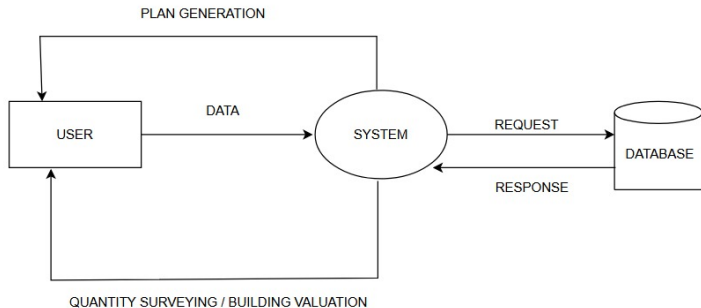 PLAN GENERATION
USER
DATA
SYSTEM
REQUEST
RESPONSE
DATABASE
QUANTITY SURVEYING / BUILDING VALUATION